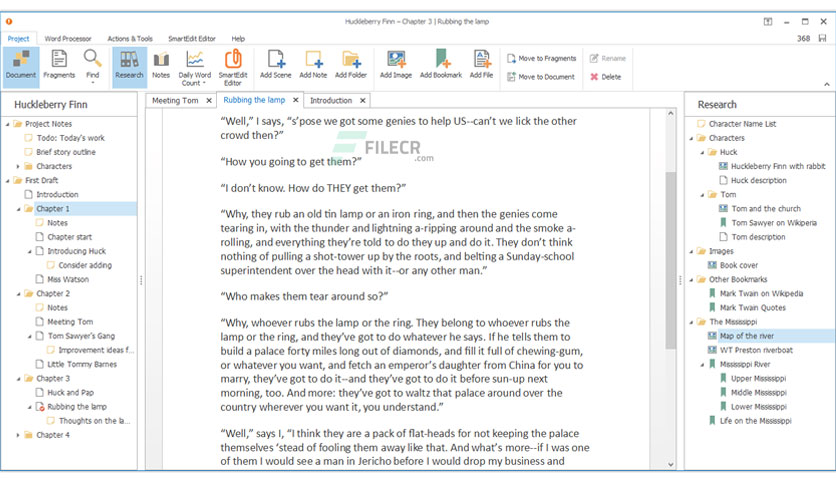 Huckleberry Finn – Chapter 3 | Rubbing the lamp
Project Word Processor Actions & Tools SmartEdit Editor Help 368
Document Fragments Find Research Notes Daily Word Count SmartEdit Editor Add Scene Add Note Add Folder Add Image Add Bookmark Add File Move to Fragments Move to Document Rename Delete
Huckleberry Finn
Project Notes
Todo: Today's work
Brief story outline
Characters
First Draft
Introduction
Chapter 1
Notes
Chapter start
Introducing Huck
Consider adding
Miss Watson
Chapter 2
Notes
Meeting Tom
Tom Sawyer's Gang
Improvement ideas f...
Little Tommy Barnes
Chapter 3
Huck and Pap
Rubbing the lamp
Thoughts on the la...
Chapter 4
Meeting Tom Rubbing the lamp Introduction
“Well,” I says, “s’pose we got some genies to help US--can’t we lick the other
crowd then?”
FILECR
.com
“How you going to get them?”
“I don’t know. How do THEY get them?”
“Why, they rub an old tin lamp or an iron ring, and then the genies come
tearing in, with the thunder and lightning a-ripping around and the smoke a-
rolling, and everything they’re told to do they up and do it. They don’t think
nothing of pulling a shot-tower up by the roots, and belting a Sunday-school
superintendent over the head with it--or any other man.”
“Who makes them tear around so?”
“Why, whoever rubs the lamp or the ring. They belong to whoever rubs the
lamp or the ring, and they’ve got to do whatever he says. If he tells them to
build a palace forty miles long out of diamonds, and fill it full of chewing-gum,
or whatever you want, and fetch an emperor’s daughter from China for you to
marry, they’ve got to do it--and they’ve got to do it before sun-up next
morning, too. And more: they’ve got to waltz that palace around over the
country wherever you want it, you understand.”
“Well,” says I, “I think they are a pack of flat-heads for not keeping the palace
themselves ‘stead of fooling them away like that. And what’s more--if I was one
of them I would see a man in Jericho before I would drop my business and
Research
Character Name List
Characters
Huck
Huckleberry Finn with rabbit
Huck description
Tom
Tom and the church
Tom Sawyer on Wikiperia
Tom description
Images
Book cover
Other Bookmarks
Mark Twain on Wikipedia
Mark Twain Quotes
The Mississippi
Map of the river
WT Preston riverboat
Mississippi River
Upper Mississippi
Middle Mississippi
Lower Mississippi
Life on the Mississippi